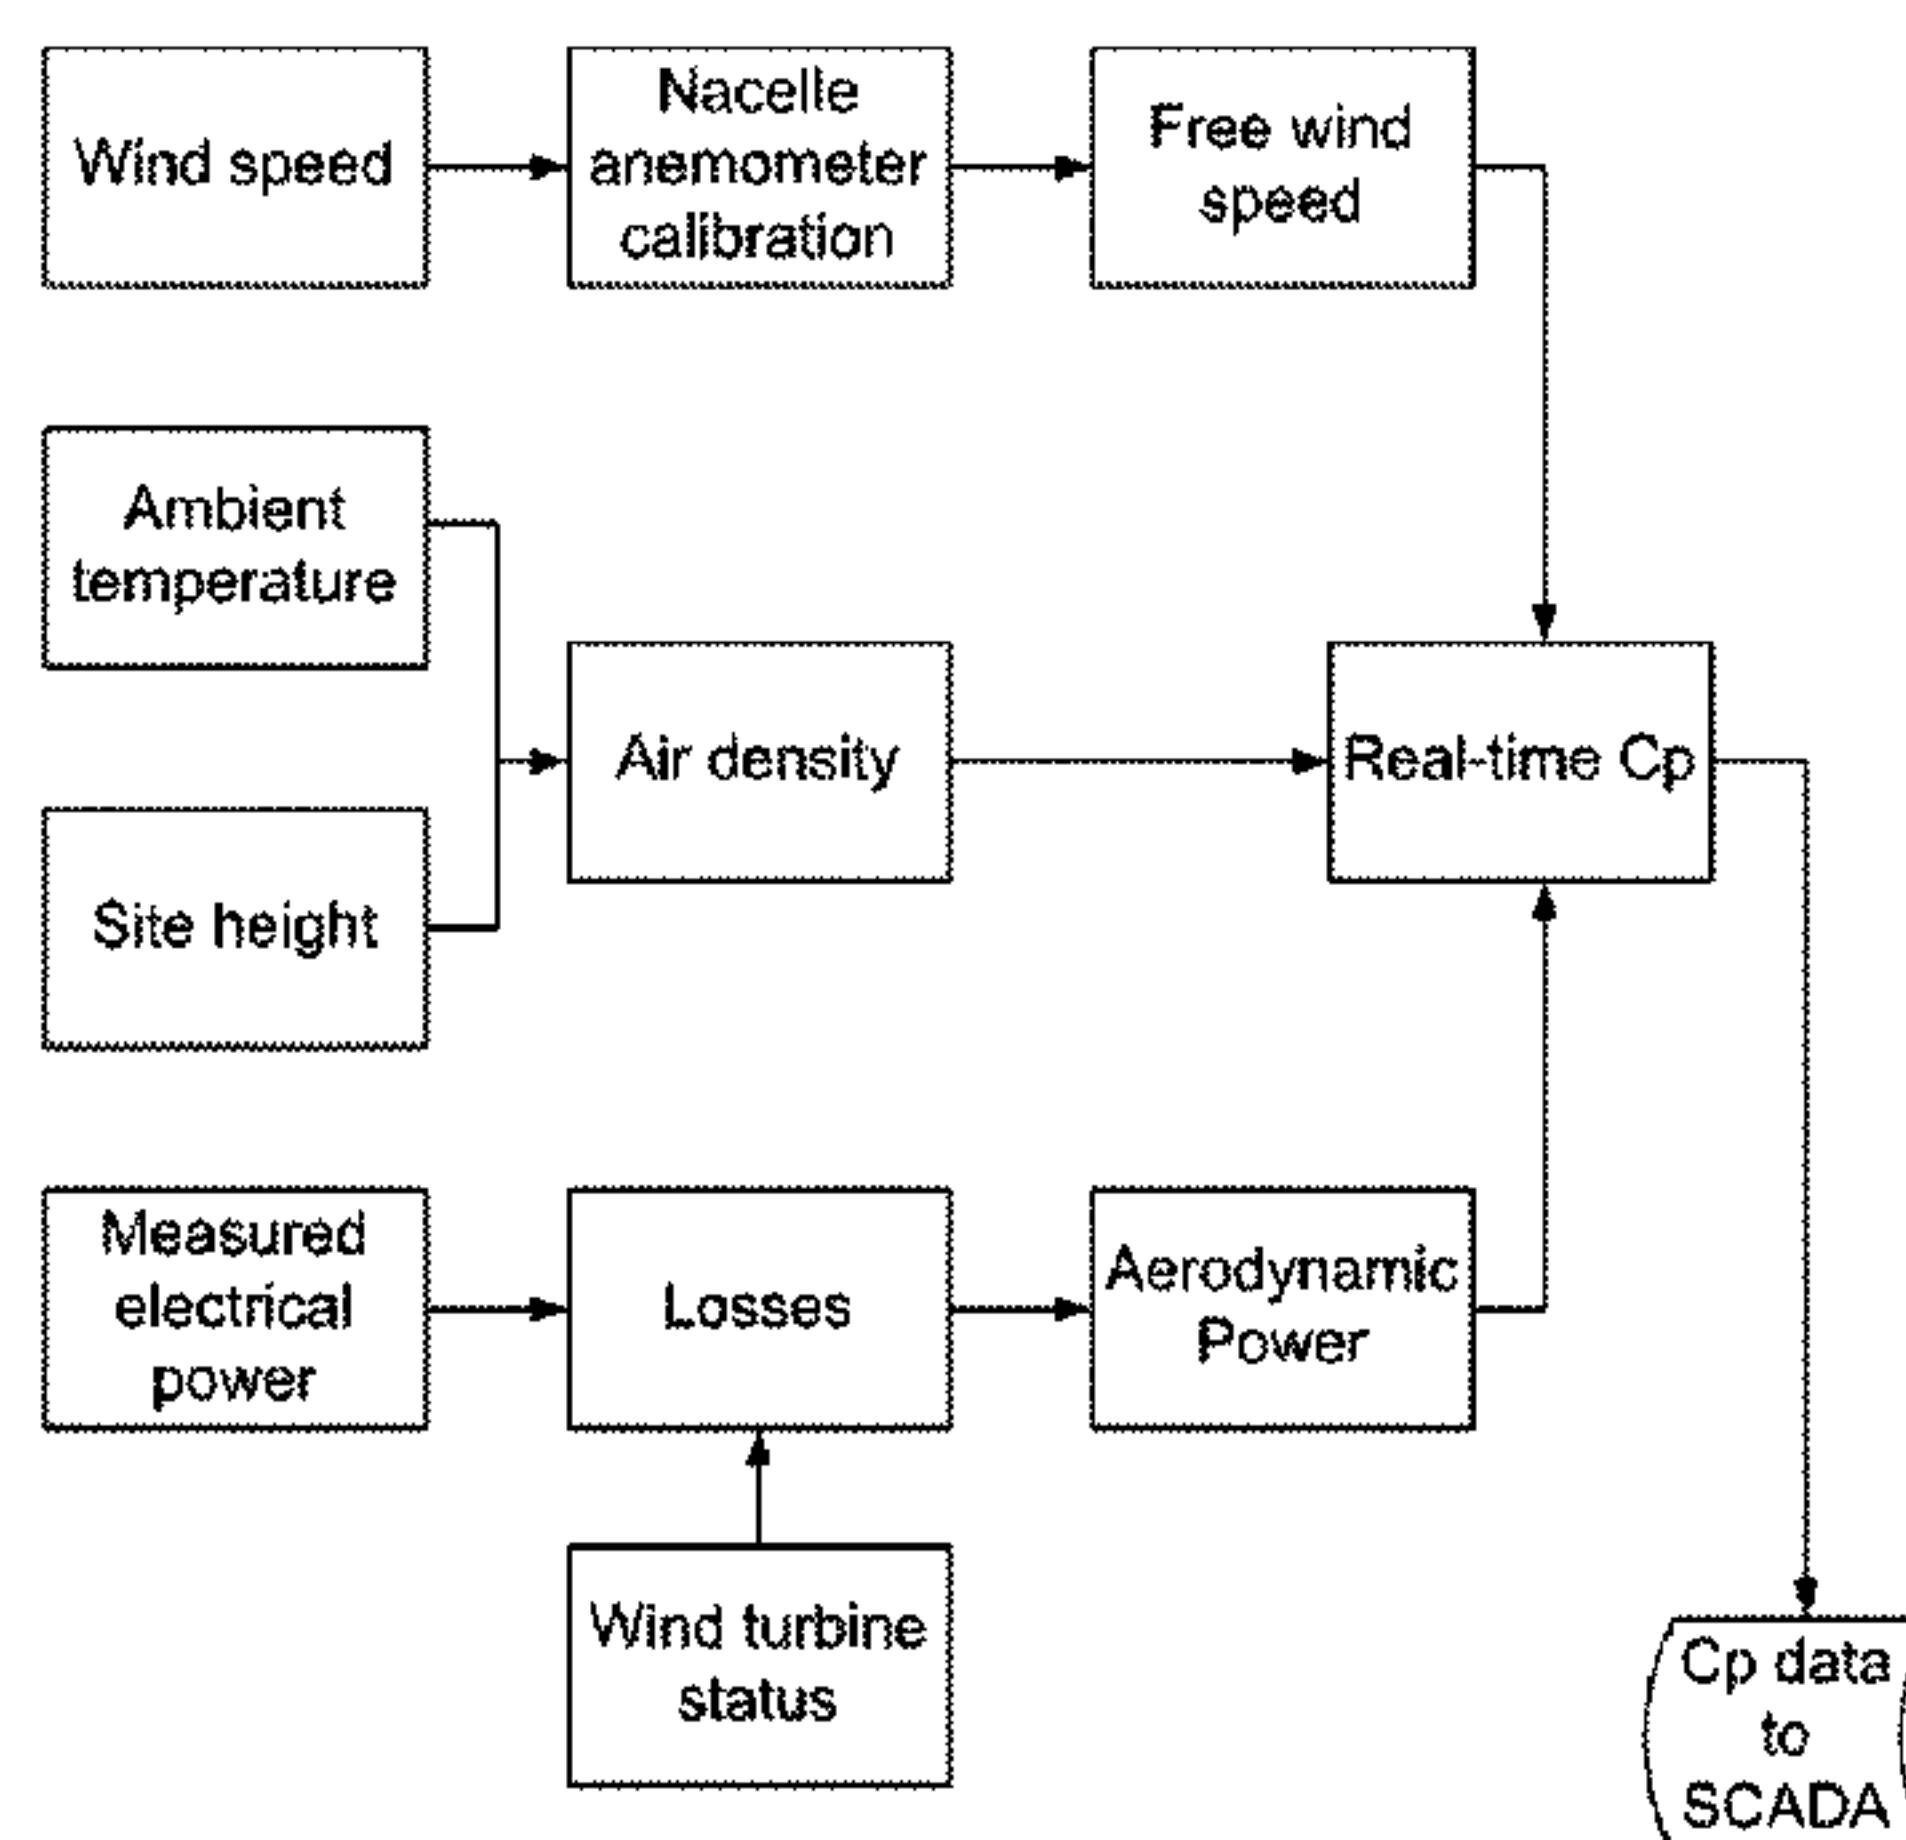 Wind speed
Nacelle
anemometer
calibration
Free wind
speed
Ambient
temperature
Site height
Air density
Real-time Cp
Measured
electrical
power
Losses
Aerodynamic
Power
Wind turbine
status
Cp data
to
SCADA